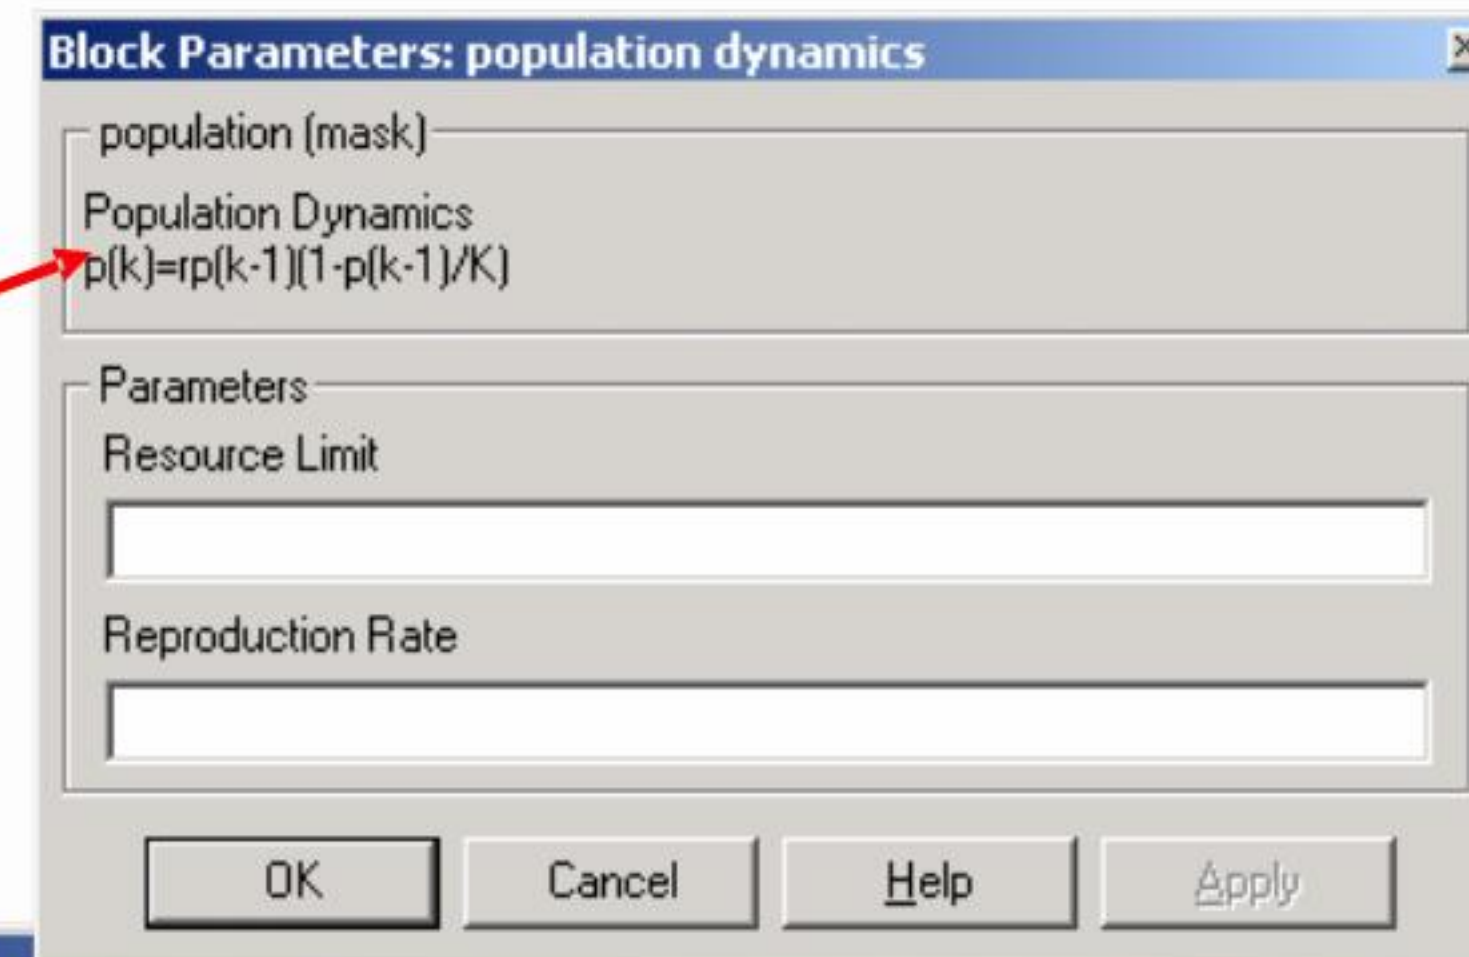 Block Parameters: population dynamics
population (mask)
Population Dynamics
p(k)=rp(k-1)(1-p(k-1)/K)
Parameters
Resource Limit
Reproduction Rate
OK Cancel Help Apply